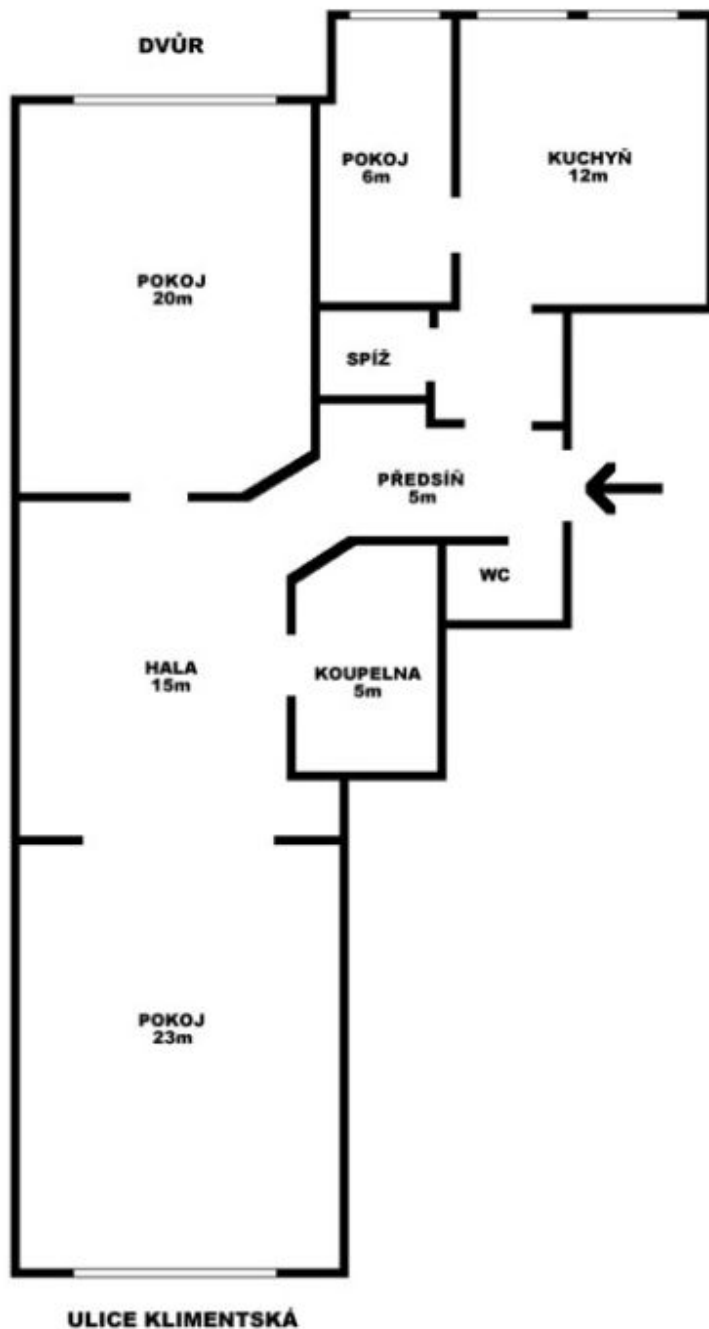 DVŮR
POKOJ
6m
KUCHYŇ
12m
POKOJ
20m
SPÍŽ
PŘEDSÍŇ
5m
WC
HALA
15m
KOUPELNA
5m
POKOJ
23m
ULICE KLIMENTSKÁ